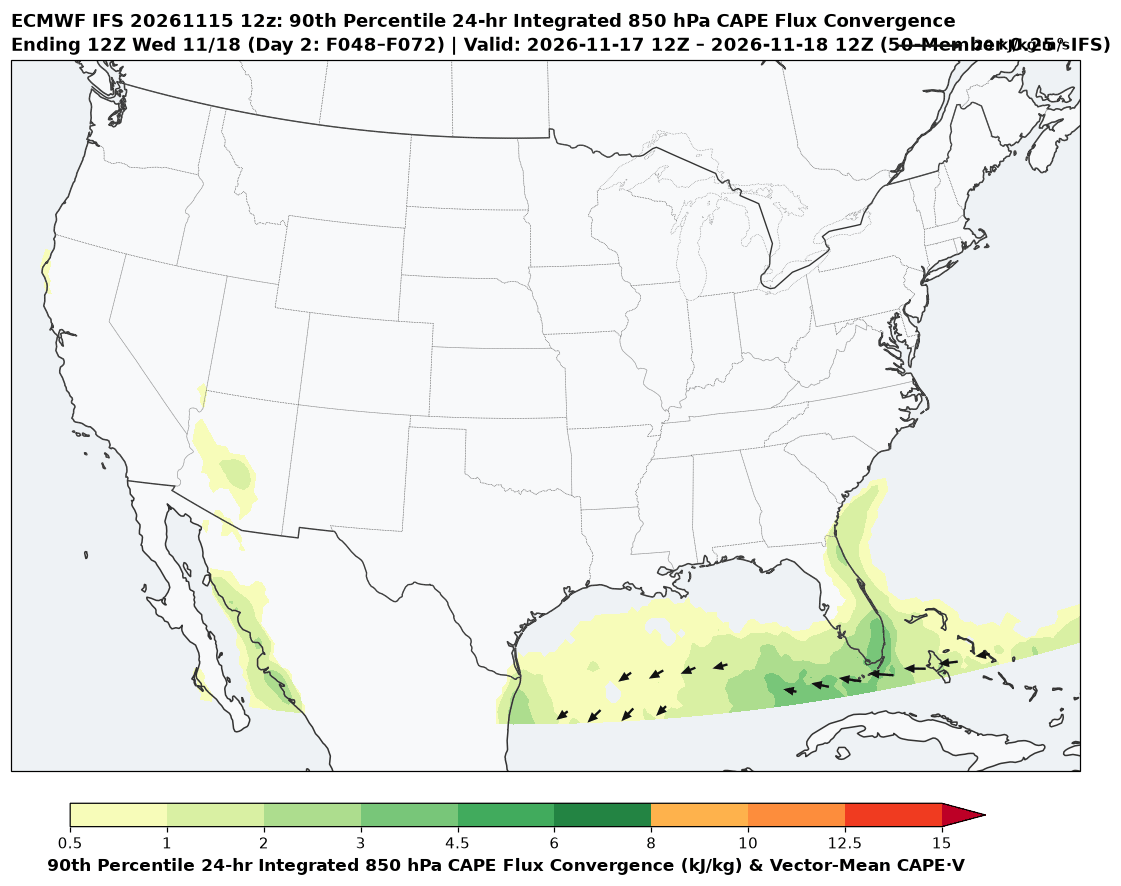 ECMWF IFS 20261115 12z: 90th Percentile 24-hr Integrated 850 hPa CAPE Flux Convergence
Ending 12Z Wed 11/18 (Day 2: F048–F072) | Valid: 2026-11-17 12Z – 2026-11-18 12Z (50-Member 0.25° IFS)
0.5 1 2 3 4.5 6 8 10 12.5 15
90th Percentile 24-hr Integrated 850 hPa CAPE Flux Convergence (kJ/kg) & Vector-Mean CAPE·V